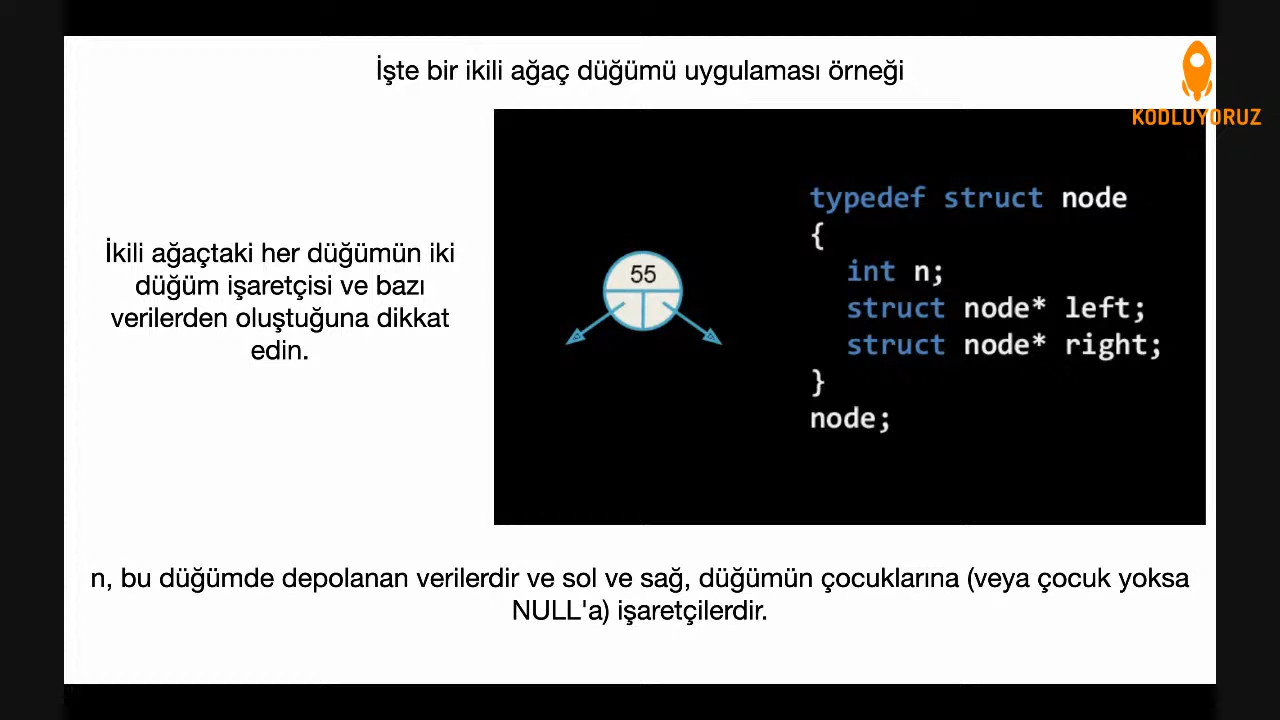 İşte bir ikili ağaç düğümü uygulaması örneği
KODLUYORUZ
İkili ağaçtaki her düğümün iki
düğüm işaretçisi ve bazı
verilerden oluştuğuna dikkat
edin.
55
typedef struct node
{
int n;
struct node* left;
struct node* right;
}
node;
n, bu düğümde depolanan verilerdir ve sol ve sağ, düğümün çocuklarına (veya çocuk yoksa
NULL'a) işaretçilerdir.